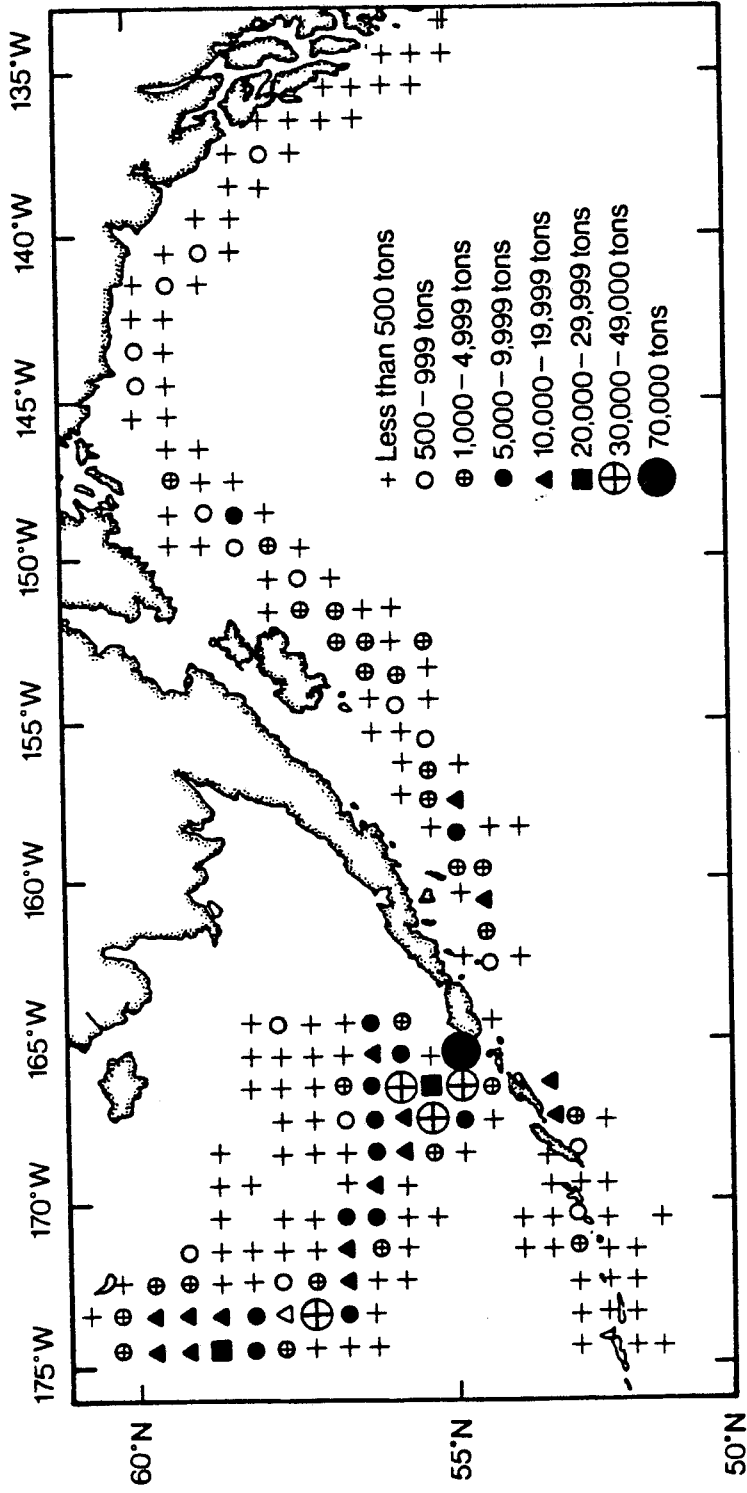 175°W
170°W
165°W
160°W
155°W
150°W
145°W
140°W
135°W
60°N
55°N
50°N
Less than 500 tons
500 – 999 tons
1,000 – 4,999 tons
5,000 – 9,999 tons
10,000 – 19,999 tons
20,000 – 29,999 tons
30,000 – 49,000 tons
70,000 tons